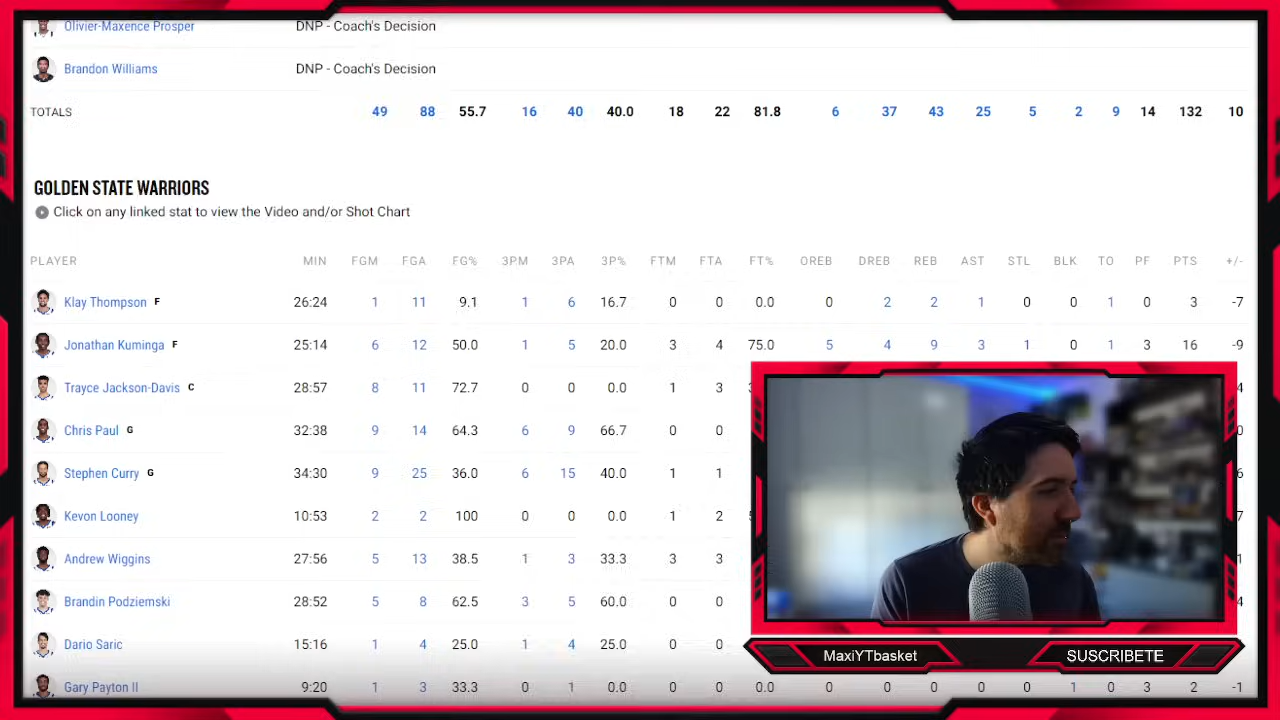 Olivier-Maxence Prosper DNP - Coach's Decision
Brandon Williams DNP - Coach's Decision
TOTALS 49 88 55.7 16 40 40.0 18 22 81.8 6 37 43 25 5 2 9 14 132 10
GOLDEN STATE WARRIORS
Click on any linked stat to view the Video and/or Shot Chart
PLAYER MIN FGM FGA FG% 3PM 3PA 3P% FTM FTA FT% OREB DREB REB AST STL BLK TO PF PTS +/-
Klay Thompson F 26:24 1 11 9.1 1 6 16.7 0 0 0.0 0 2 2 1 0 0 1 0 3 -7
Jonathan Kuminga F 25:14 6 12 50.0 1 5 20.0 3 4 75.0 5 4 9 3 1 0 1 3 16 -9
Trayce Jackson-Davis C 28:57 8 11 72.7 0 0 0.0 1 3
Chris Paul G 32:38 9 14 64.3 6 9 66.7 0 0
Stephen Curry G 34:30 9 25 36.0 6 15 40.0 1 1
Kevon Looney 10:53 2 2 100 0 0 0.0 1 2
Andrew Wiggins 27:56 5 13 38.5 1 3 33.3 3 3
Brandin Podziemski 28:52 5 8 62.5 3 5 60.0 0 0
Dario Saric 15:16 1 4 25.0 1 4 25.0 0 0
Gary Payton II 9:20 1 3 33.3 0 1 0.0 0 0 0.0 0 0 0 0 0 1 0 3 2 -1
MaxiYTbasket SUSCRIBETE